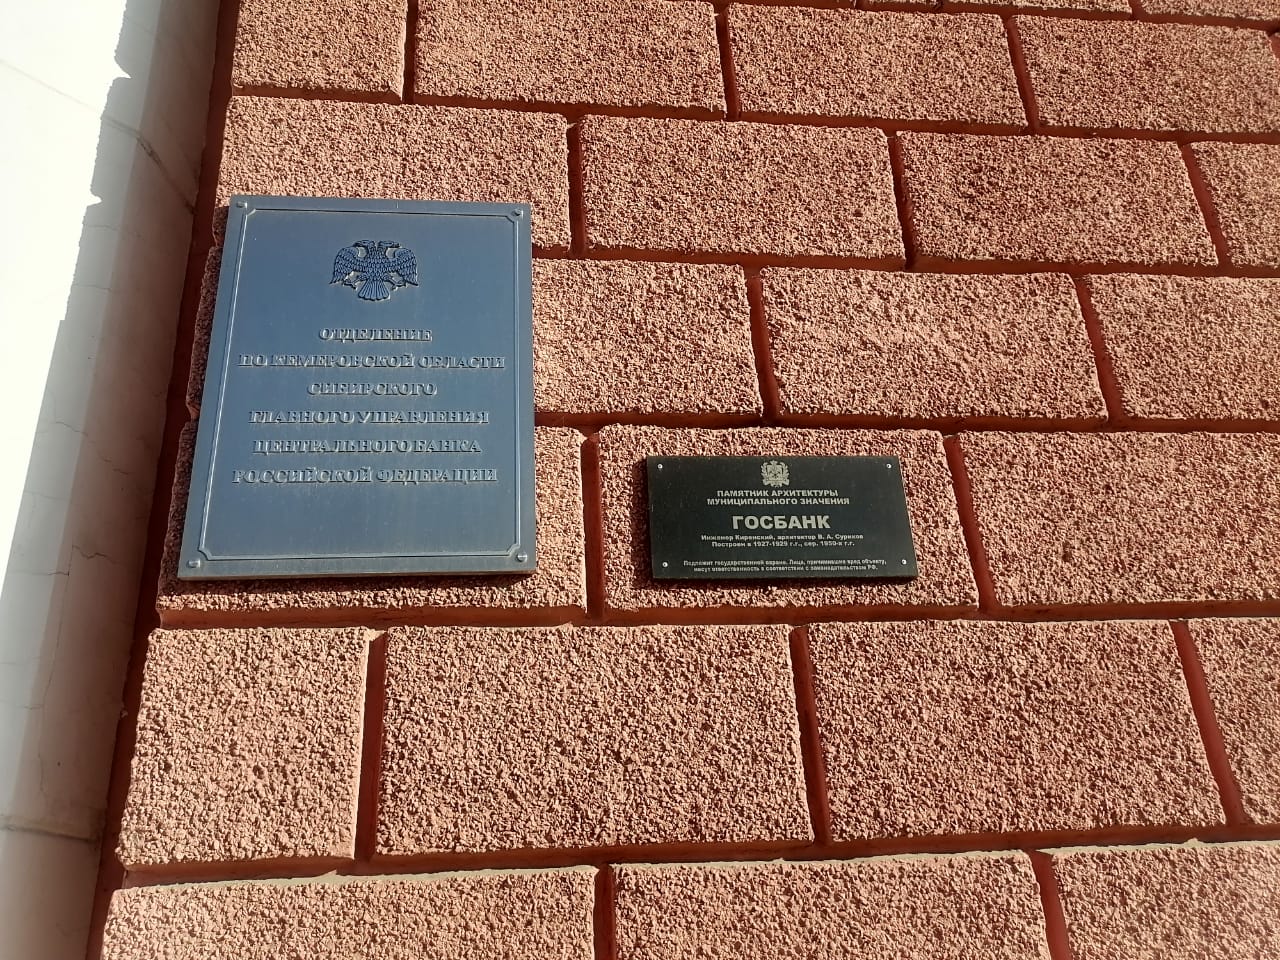 ОТДЕЛЕНИЕ
ПО КЕМЕРОВСКОЙ ОБЛАСТИ
СИБИРСКОГО
ГЛАВНОГО УПРАВЛЕНИЯ
ЦЕНТРАЛЬНОГО БАНКА
РОССИЙСКОЙ ФЕДЕРАЦИИ
ПАМЯТНИК АРХИТЕКТУРЫ
МУНИЦИПАЛЬНОГО ЗНАЧЕНИЯ
ГОСБАНК
Инженер Киренский, архитектор В. А. Суриков
Построен в 1927-1929 г.г., сер. 1950-х г.г.
Подлежит государственной охране. Лица, причинившие вред объекту,
несут ответственность в соответствии с законодательством РФ.